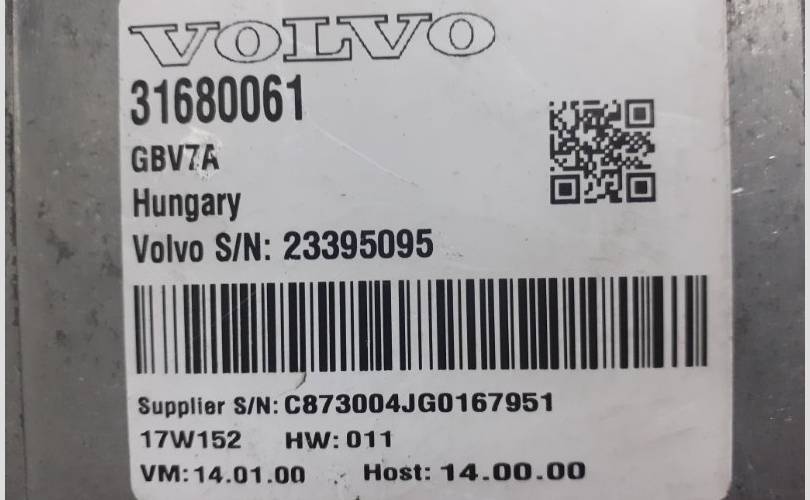 VOLVO
31680061
GBV7A
Hungary
Volvo S/N: 23395095
Supplier S/N: C873004JG0167951
17W152 HW: 011
VM: 14.01.00 Host: 14.00.00